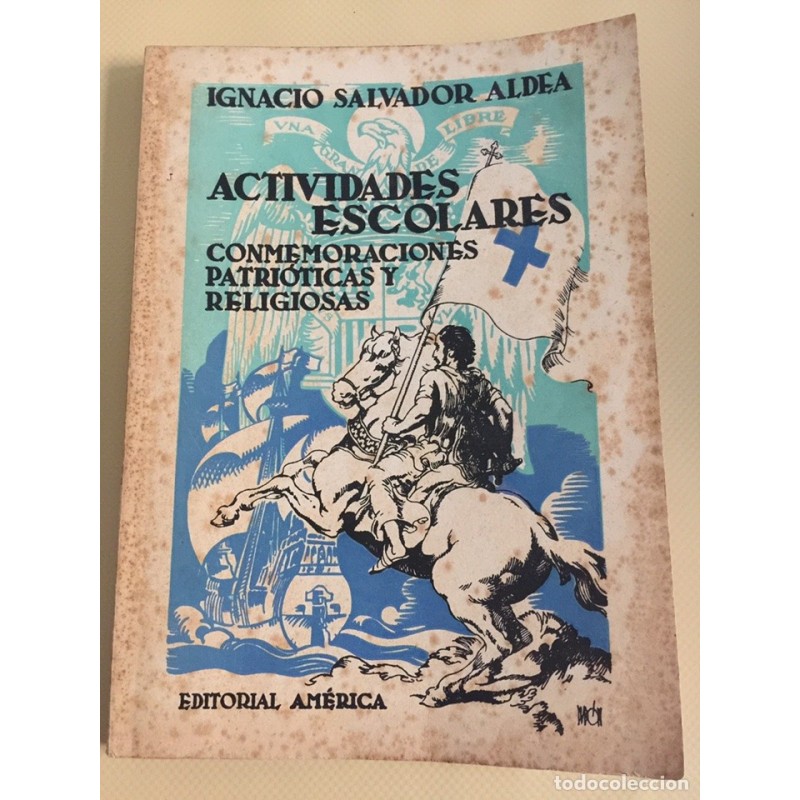 IGNACIO SALVADOR ALDEA
VNA GRANDE LIBRE
ACTIVIDADES
ESCOLARES
CONMEMORACIONES
PATRIÓTICAS Y
RELIGIOSAS
EDITORIAL AMÉRICA
todocoleccion